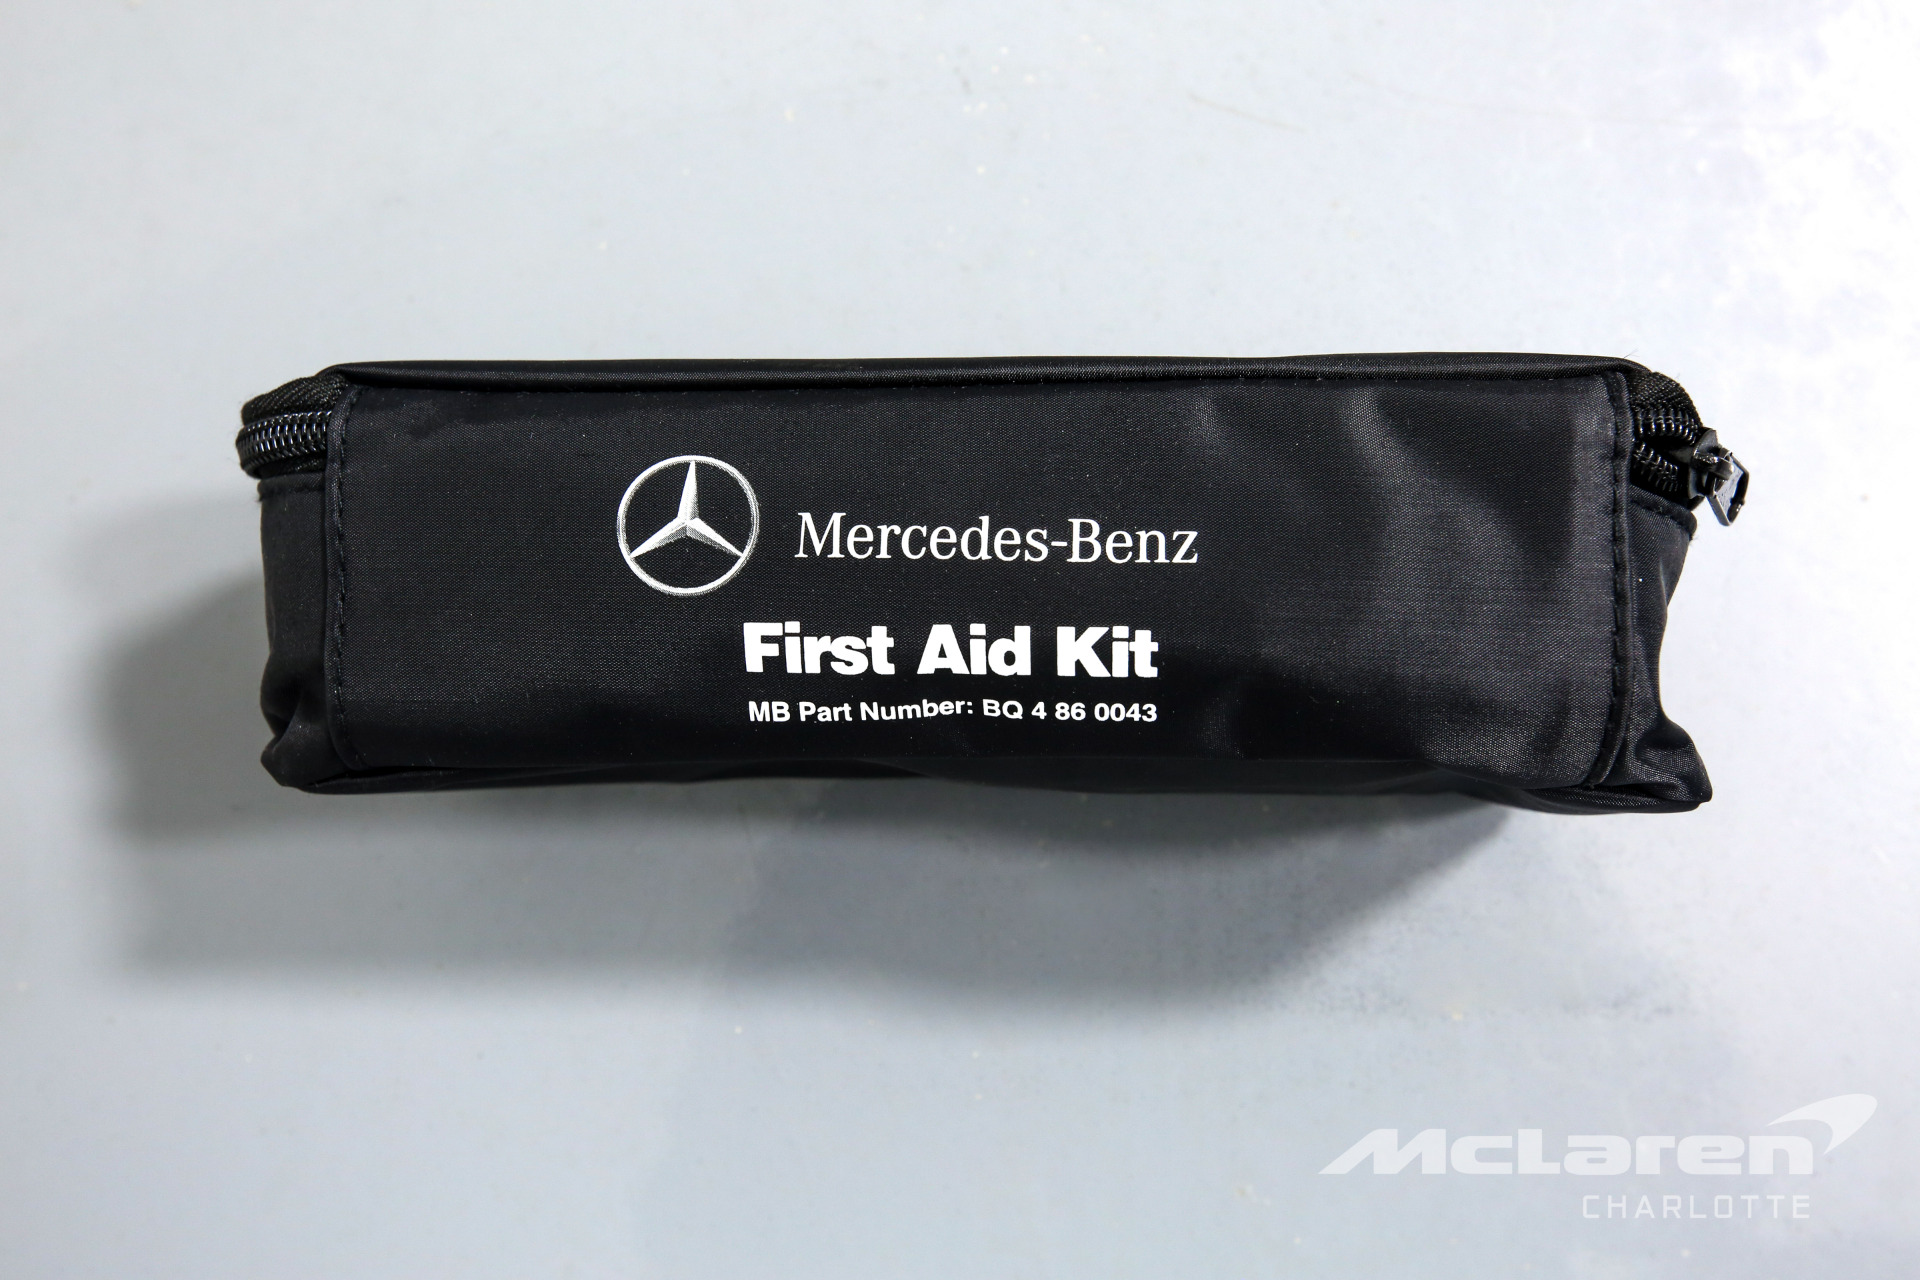 Mercedes-Benz
First Aid Kit
MB Part Number: BQ 4 86 0043
McLaren
CHARLOTTE